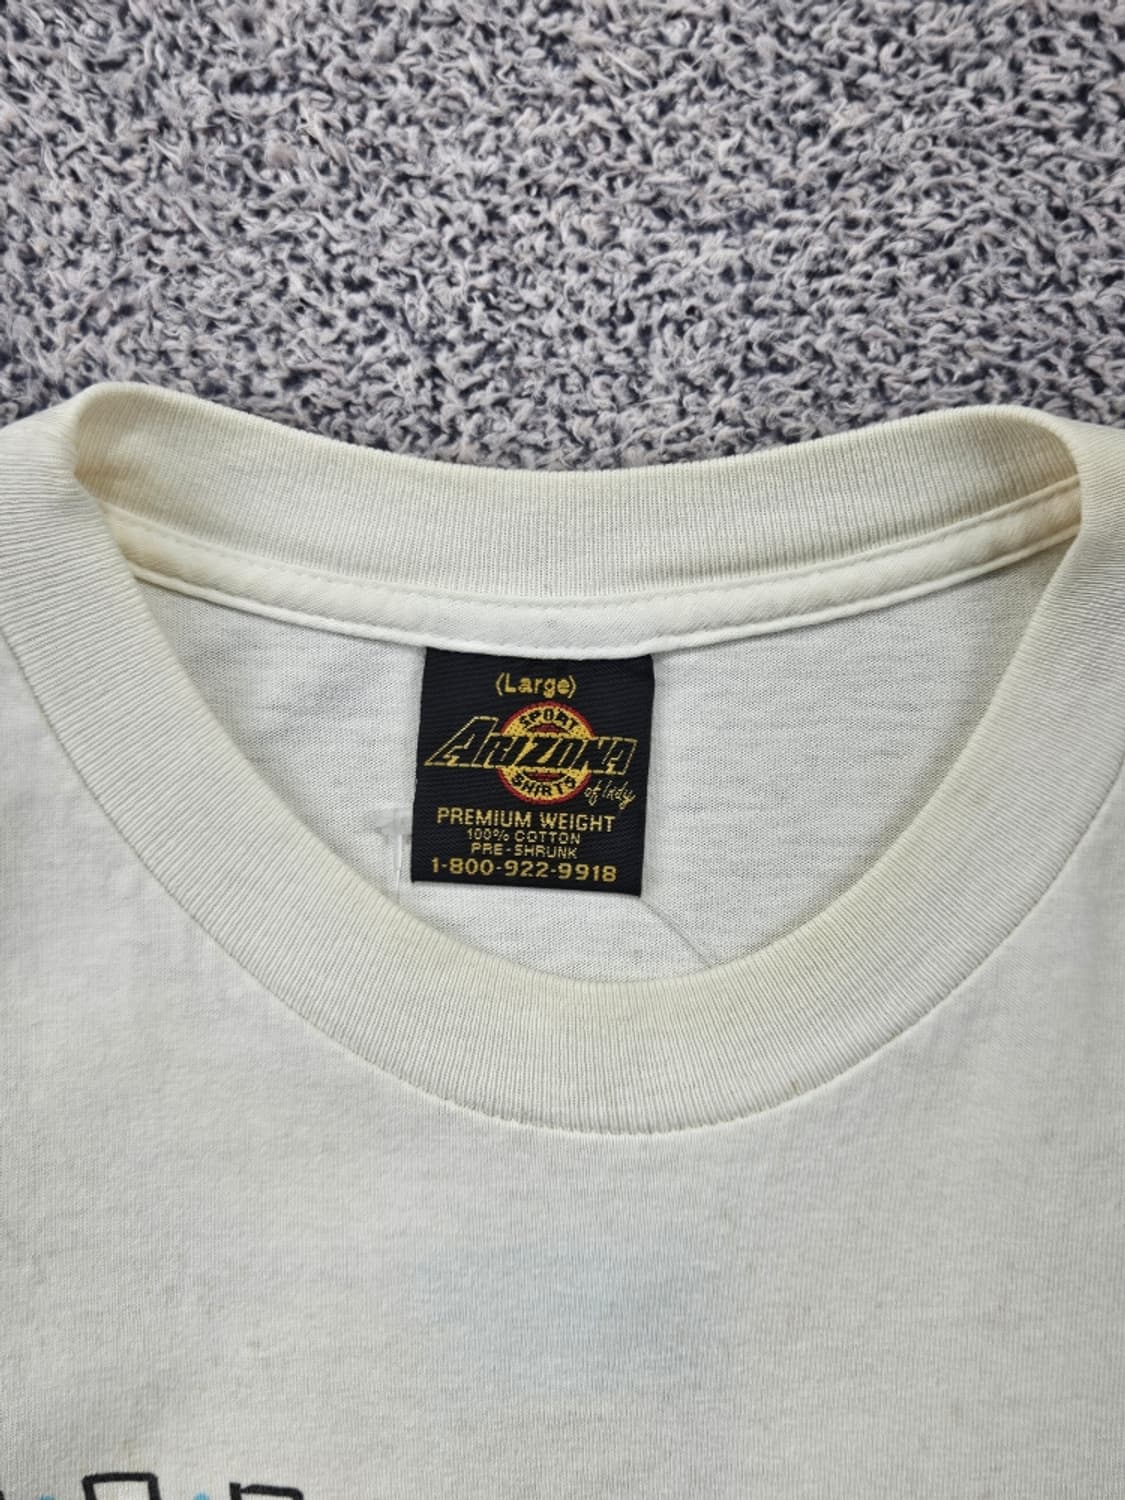 (Large)
SPORT
ARIZONA
SHIRTS
of Indy
PREMIUM WEIGHT
100% COTTON
PRE-SHRUNK
1-800-922-9918